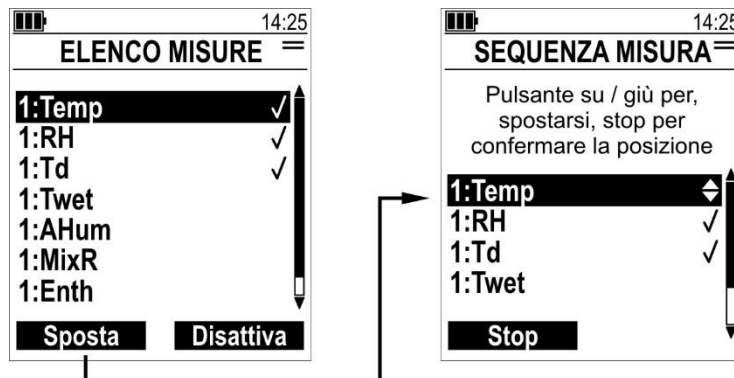 14:25
ELENCO MISURE
1:Temp ✓
1:RH ✓
1:Td ✓
1:Twet
1:AHum
1:MixR
1:Enth
Sposta Disattiva
14:25
SEQUENZA MISURA
Pulsante su / giù per,
spostarsi, stop per
confermare la posizione
1:Temp
1:RH ✓
1:Td ✓
1:Twet
Stop